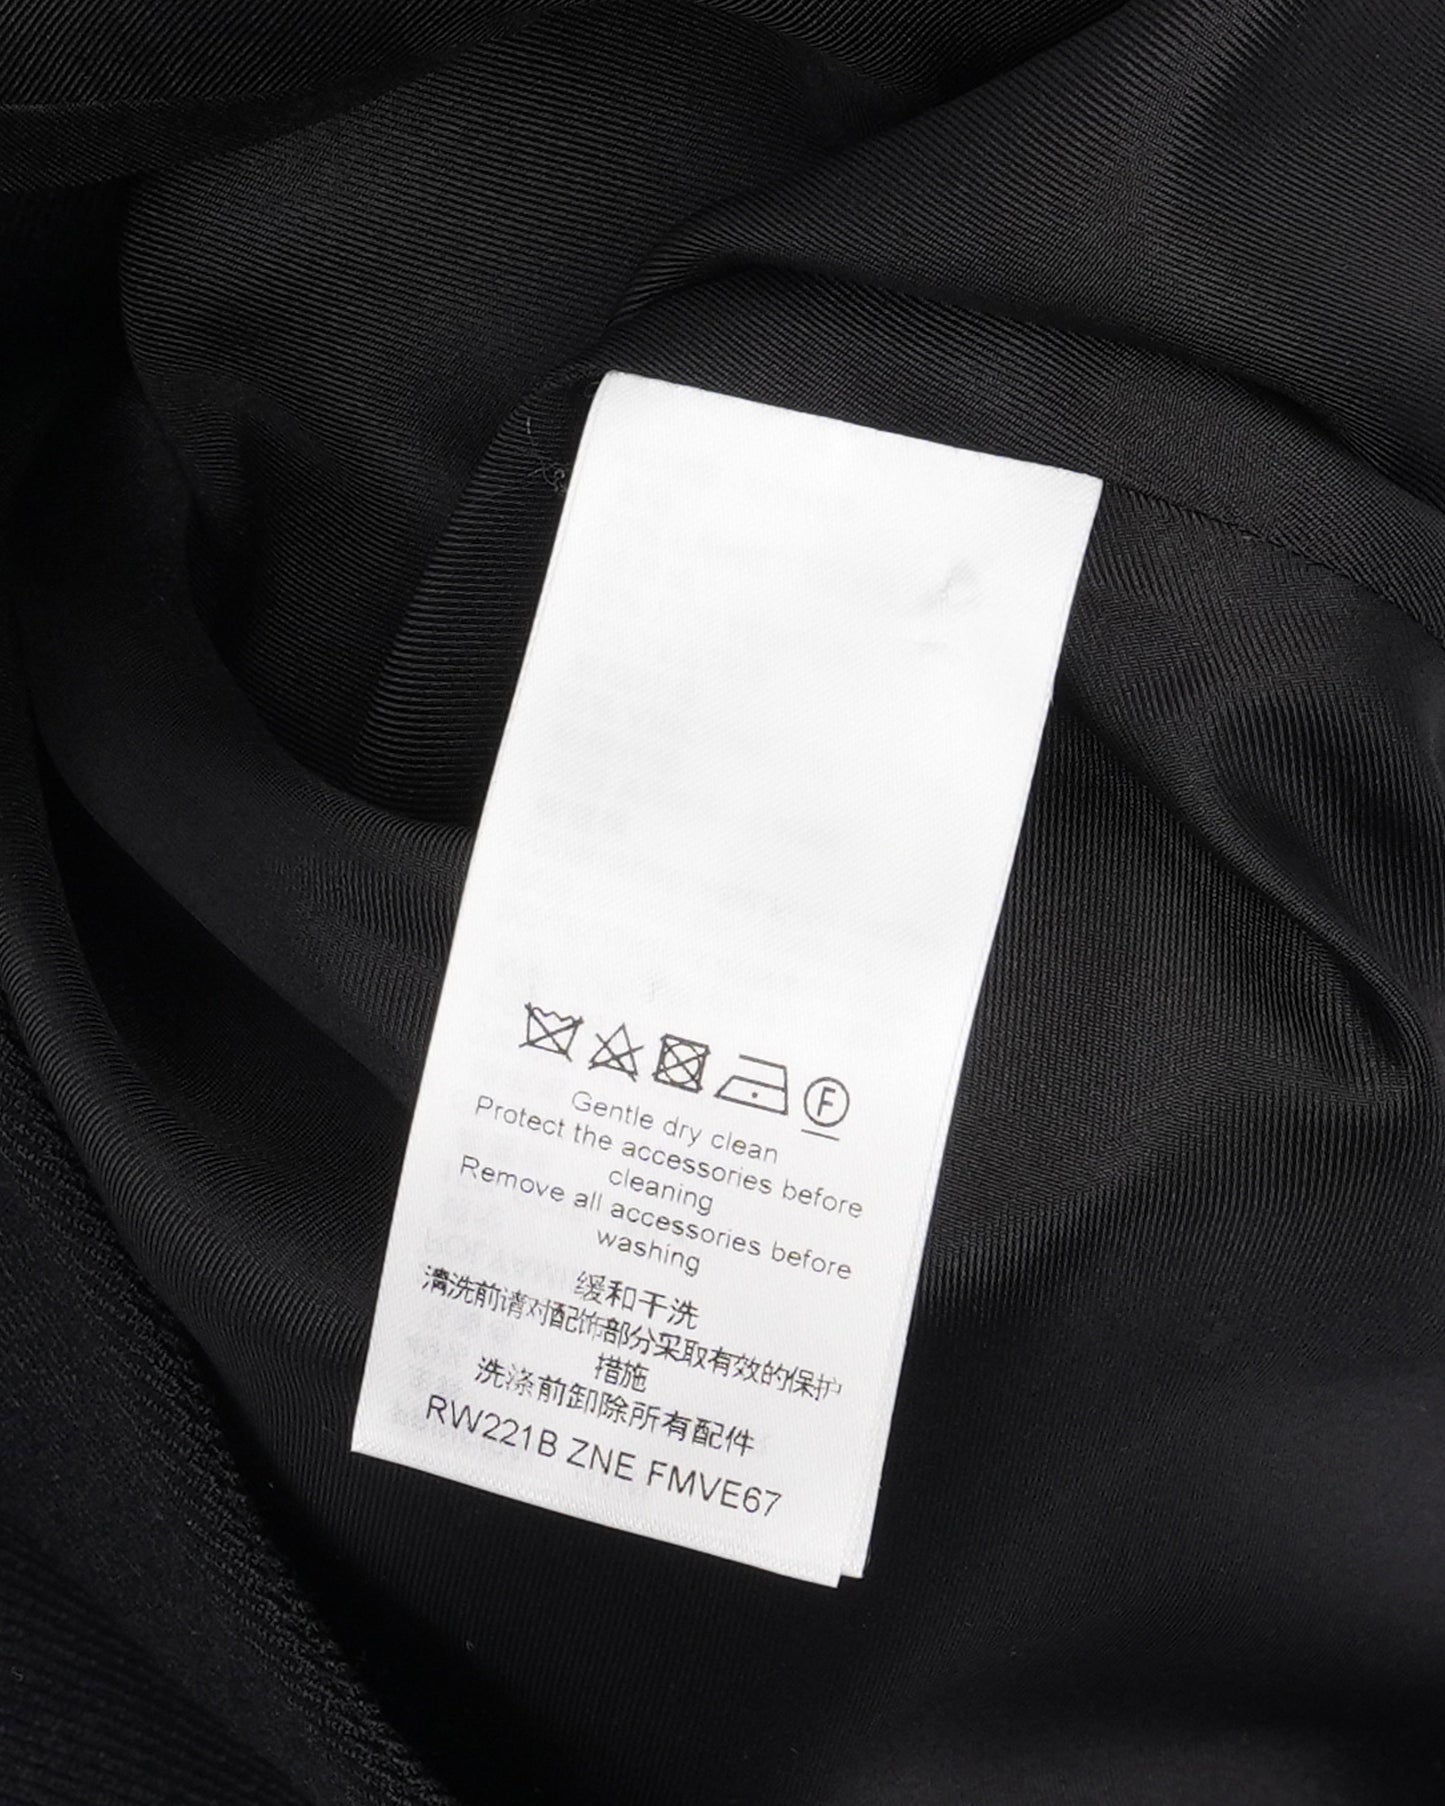 F
Gentle dry clean
Protect the accessories before
cleaning
Remove all accessories before
washing
缓和干洗
清洗前请对配饰部分采取有效的保护
措施
洗涤前卸除所有配件
RW221B ZNE FMVE67